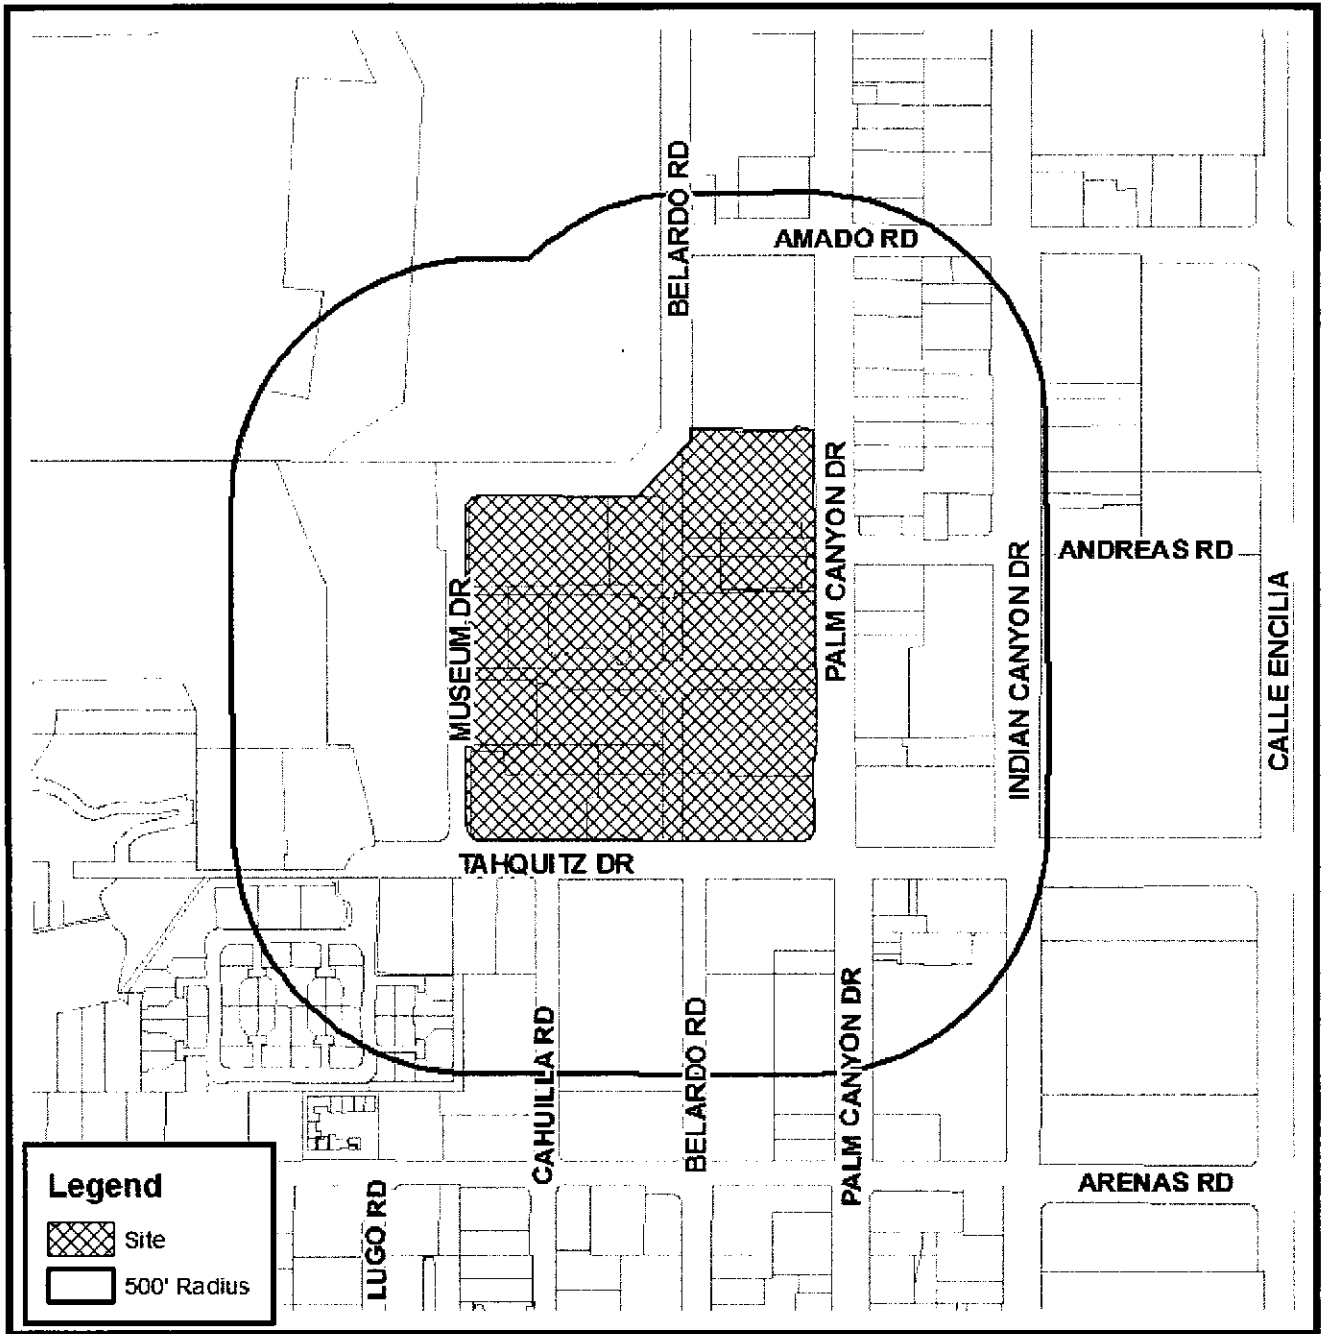 BELARDO RD
AMADO RD
PALM CANYON DR
ANDREAS RD
INDIAN CANYON DR
MUSEUM DR
CALLE ENCILIA
TAHQUITZ DR
CAHUILLA RD
BELARDO RD
PALM CANYON DR
ARENAS RD
LUGO RD
Legend
Site
500' Radius